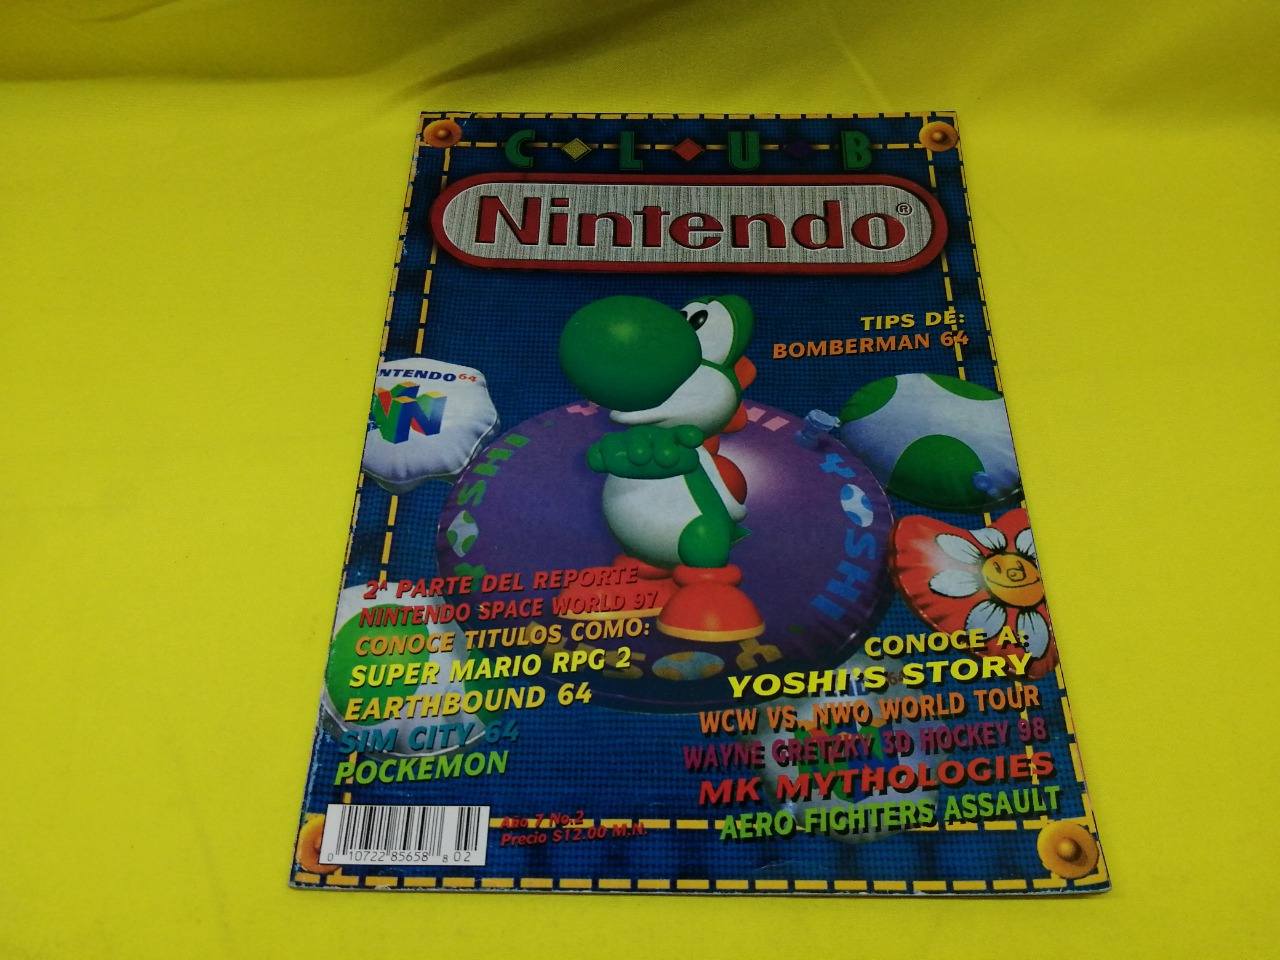 CLUB
Nintendo®
TIPS DE:
BOMBERMAN 64
NINTENDO 64
YOSHI
YOSHI
2ª PARTE DEL REPORTE
NINTENDO SPACE WORLD 97
CONOCE TITULOS COMO:
SUPER MARIO RPG 2
EARTHBOUND 64
SIM CITY 64
POCKEMON
CONOCE A:
YOSHI'S STORY
WCW VS. NWO WORLD TOUR
WAYNE GRETZKY 3D HOCKEY 98
MK MYTHOLOGIES
AERO FIGHTERS ASSAULT
Año 7 No.2
Precio $12.00 M.N.
0 10722 85658 8 02